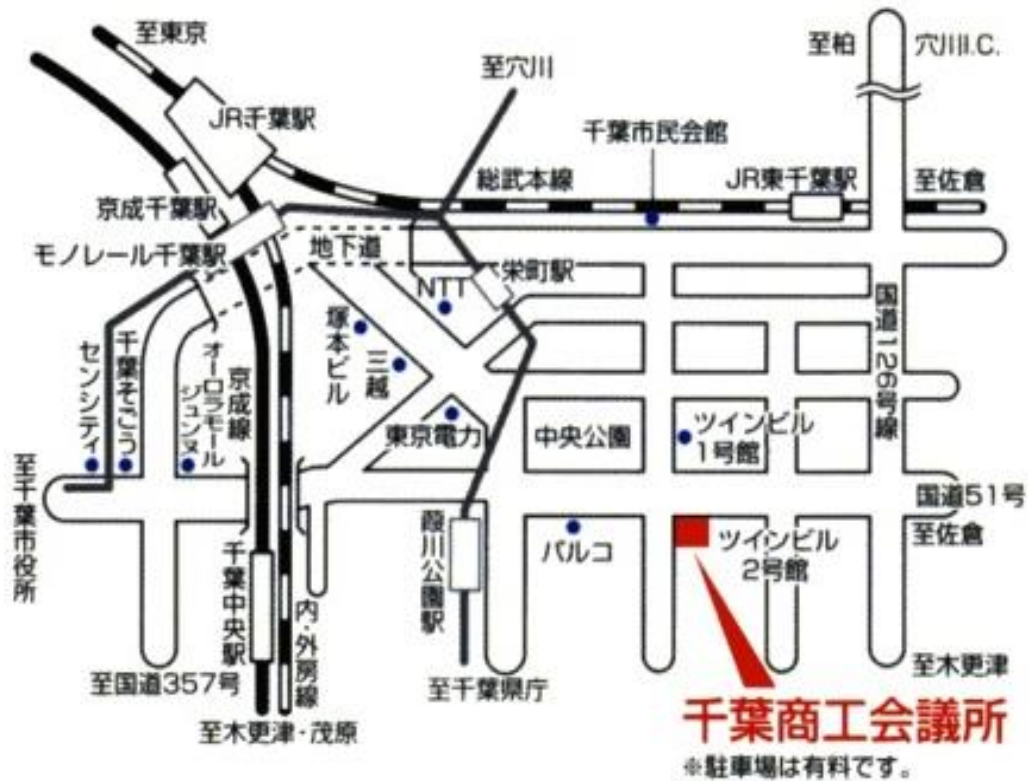 至東京
至柏
穴川I.C.
至穴川
JR千葉駅
千葉市民会館
総武本線
JR東千葉駅
至佐倉
京成千葉駅
モノレール千葉駅
地下道
栄町駅
NTT
国道126号線
塚本ビル
三越
センシティ
千葉そごう
オーロラモール
ジュンヌ
京成線
東京電力
中央公園
ツインビル
1号館
至千葉市役所
国道51号
至佐倉
葭川公園駅
パルコ
ツインビル
2号館
千葉中央駅
内・外房線
至国道357号
至千葉県庁
至木更津
至木更津・茂原
千葉商工会議所
※駐車場は有料です。